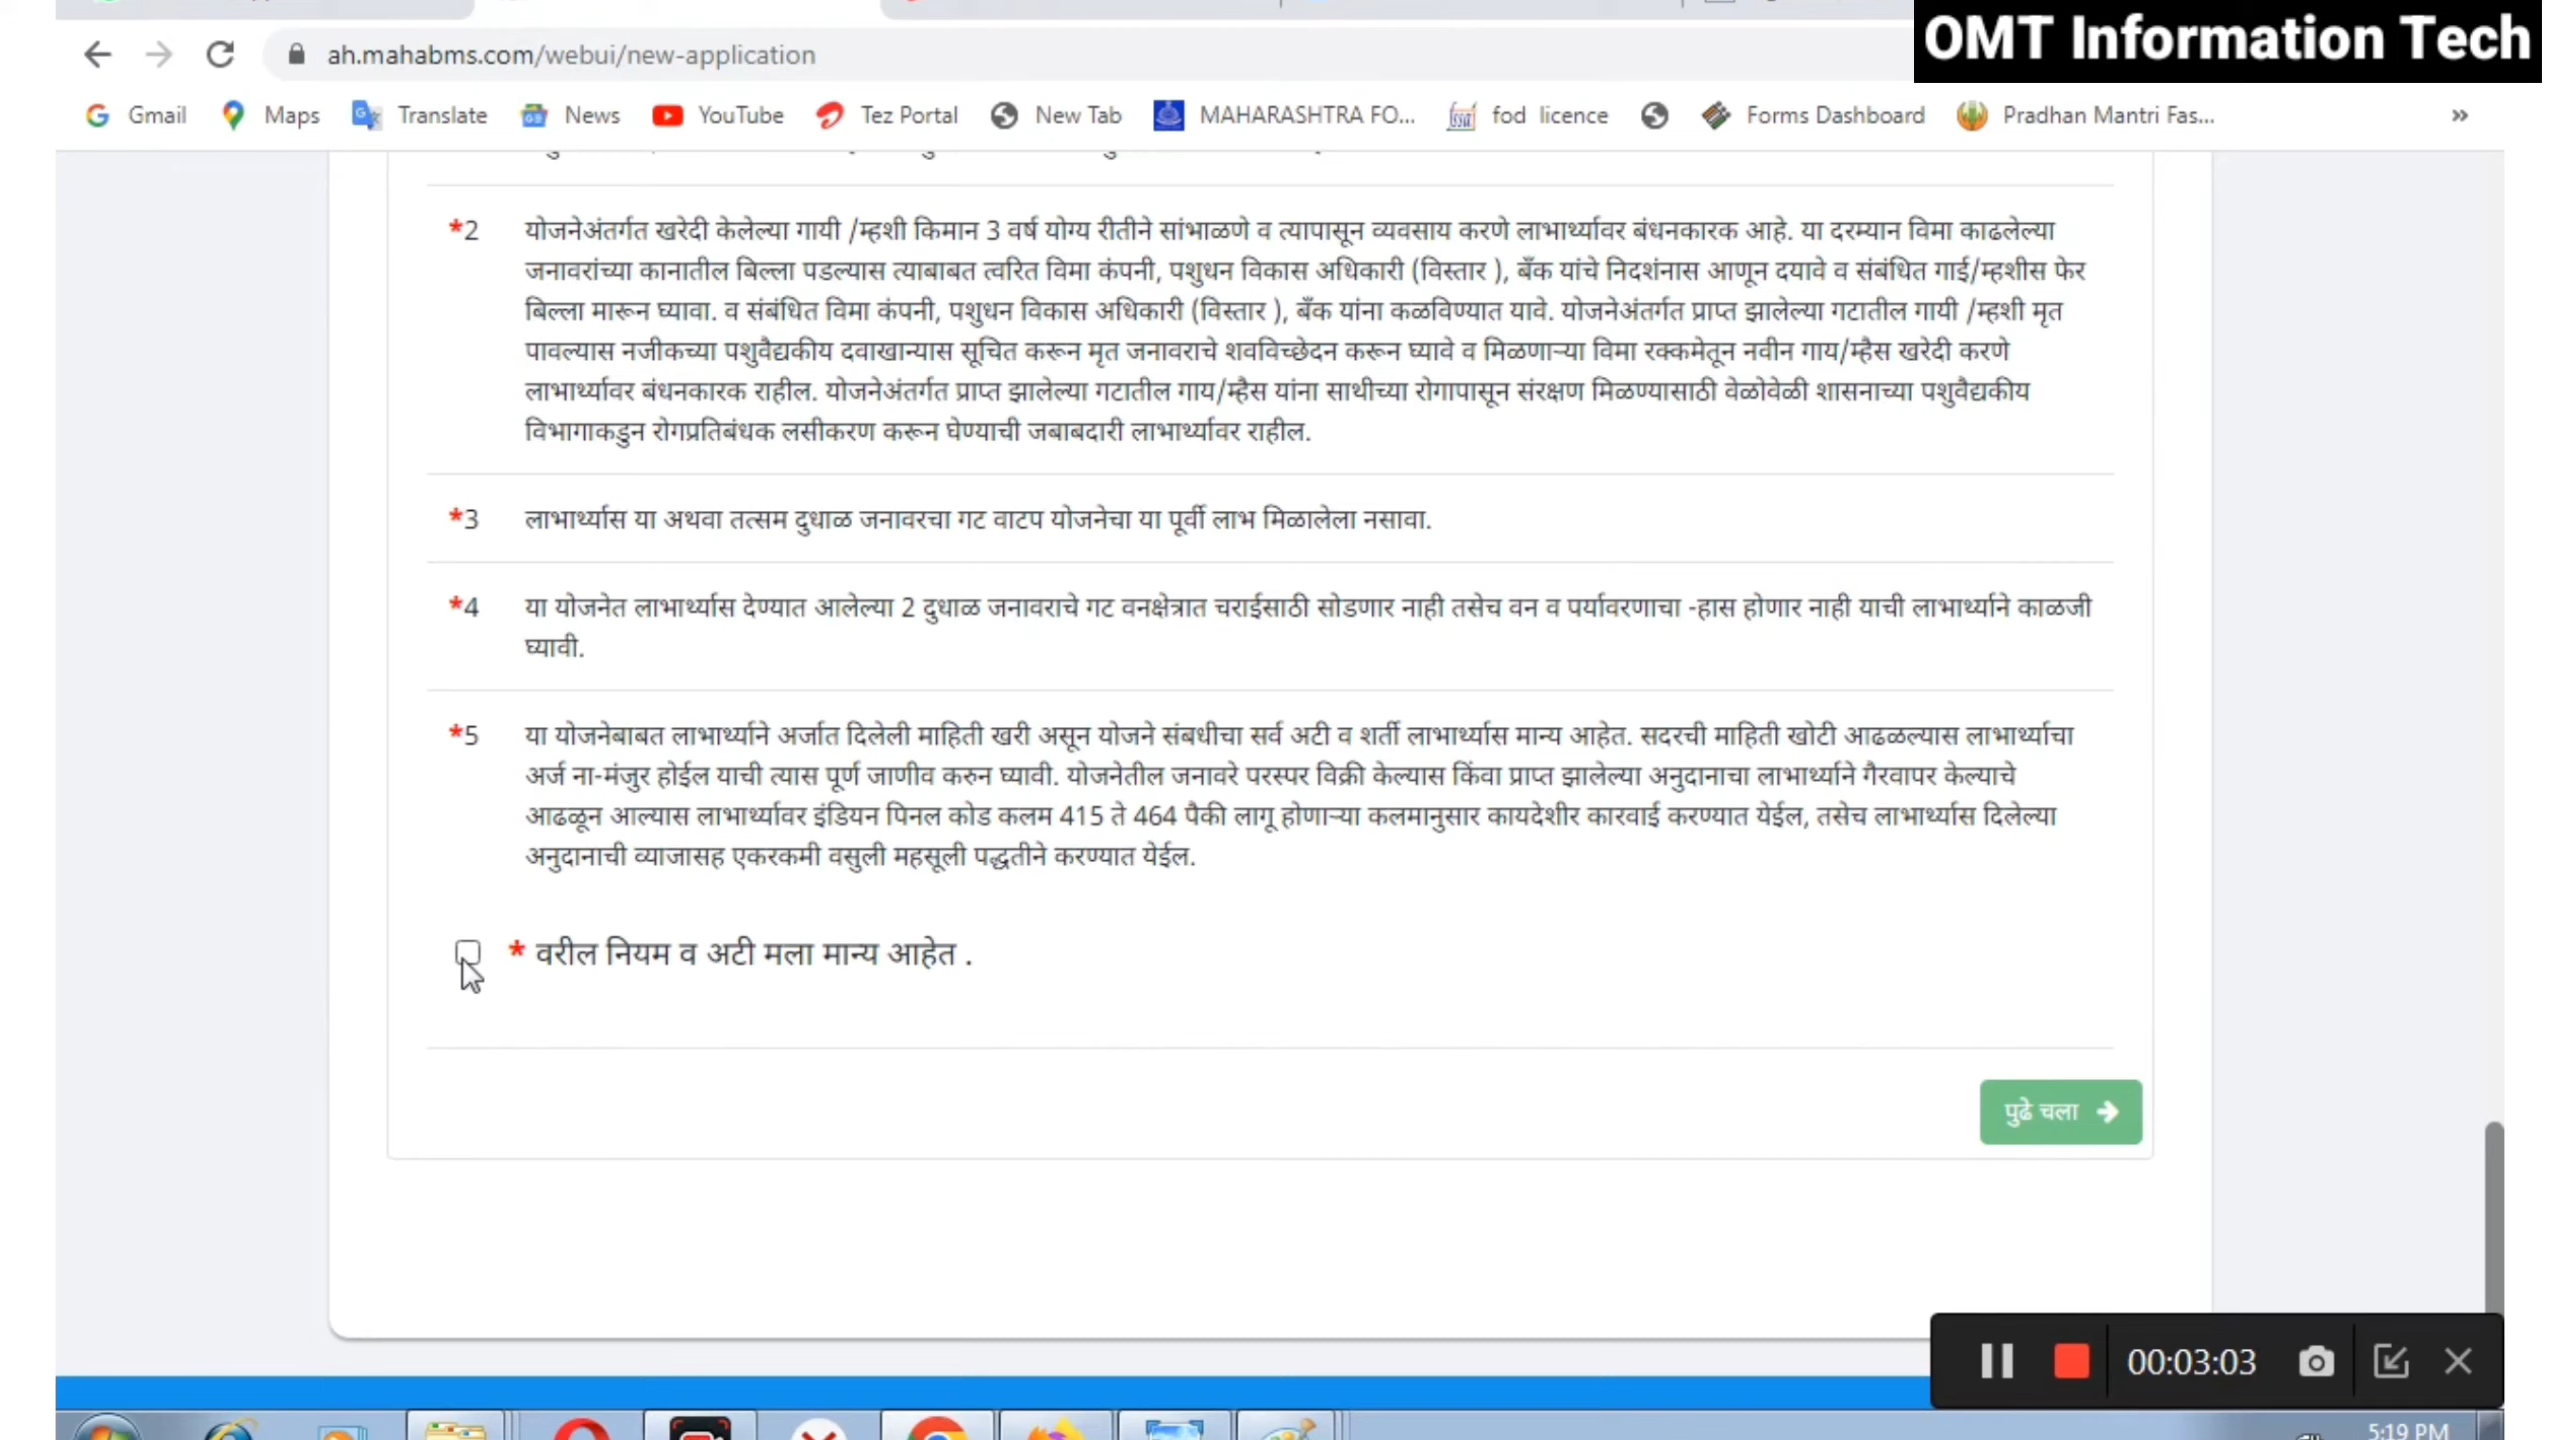 OMT Information Tech
ah.mahabms.com/webui/new-application
Gmail Maps Translate News YouTube Tez Portal New Tab MAHARASHTRA FO... fod licence Forms Dashboard Pradhan Mantri Fas... »
*2 योजनेअंतर्गत खरेदी केलेल्या गायी /म्हशी किमान 3 वर्ष योग्य रीतीने सांभाळणे व त्यापासून व्यवसाय करणे लाभार्थ्यावर बंधनकारक आहे. या दरम्यान विमा काढलेल्या
जनावरांच्या कानातील बिल्ला पडल्यास त्याबाबत त्वरित विमा कंपनी, पशुधन विकास अधिकारी (विस्तार ), बँक यांचे निदशंनास आणून दयावे व संबंधित गाई/म्हशीस फेर
बिल्ला मारून घ्यावा. व संबंधित विमा कंपनी, पशुधन विकास अधिकारी (विस्तार ), बँक यांना कळविण्यात यावे. योजनेअंतर्गत प्राप्त झालेल्या गटातील गायी /म्हशी मृत
पावल्यास नजीकच्या पशुवैद्यकीय दवाखान्यास सूचित करून मृत जनावराचे शवविच्छेदन करून घ्यावे व मिळणाऱ्या विमा रक्कमेतून नवीन गाय/म्हैस खरेदी करणे
लाभार्थ्यावर बंधनकारक राहील. योजनेअंतर्गत प्राप्त झालेल्या गटातील गाय/म्हैस यांना साथीच्या रोगापासून संरक्षण मिळण्यासाठी वेळोवेळी शासनाच्या पशुवैद्यकीय
विभागाकडुन रोगप्रतिबंधक लसीकरण करून घेण्याची जबाबदारी लाभार्थ्यावर राहील.
*3 लाभार्थ्यास या अथवा तत्सम दुधाळ जनावरचा गट वाटप योजनेचा या पूर्वी लाभ मिळालेला नसावा.
*4 या योजनेत लाभार्थ्यास देण्यात आलेल्या 2 दुधाळ जनावराचे गट वनक्षेत्रात चराईसाठी सोडणार नाही तसेच वन व पर्यावरणाचा -हास होणार नाही याची लाभार्थ्याने काळजी
घ्यावी.
*5 या योजनेबाबत लाभार्थ्याने अर्जात दिलेली माहिती खरी असून योजने संबधीचा सर्व अटी व शर्ती लाभार्थ्यास मान्य आहेत. सदरची माहिती खोटी आढळल्यास लाभार्थ्याचा
अर्ज ना-मंजुर होईल याची त्यास पूर्ण जाणीव करुन घ्यावी. योजनेतील जनावरे परस्पर विक्री केल्यास किंवा प्राप्त झालेल्या अनुदानाचा लाभार्थ्याने गैरवापर केल्याचे
आढळून आल्यास लाभार्थ्यावर इंडियन पिनल कोड कलम 415 ते 464 पैकी लागू होणाऱ्या कलमानुसार कायदेशीर कारवाई करण्यात येईल, तसेच लाभार्थ्यास दिलेल्या
अनुदानाची व्याजासह एकरकमी वसुली महसूली पद्धतीने करण्यात येईल.
* वरील नियम व अटी मला मान्य आहेत .
पुढे चला
00:03:03
5:19 PM